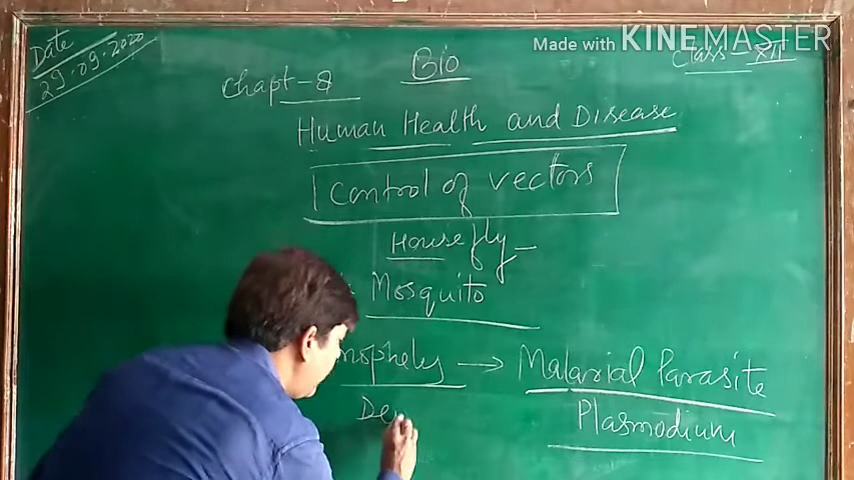 Date
29.09.2020
Made with KINEMASTER
Bio
Class - XII
Chapt-8
Human Health and Disease
Control of vectors
Housefly -
Mosquito
nopheles → Malarial Parasite
Plasmodium
De